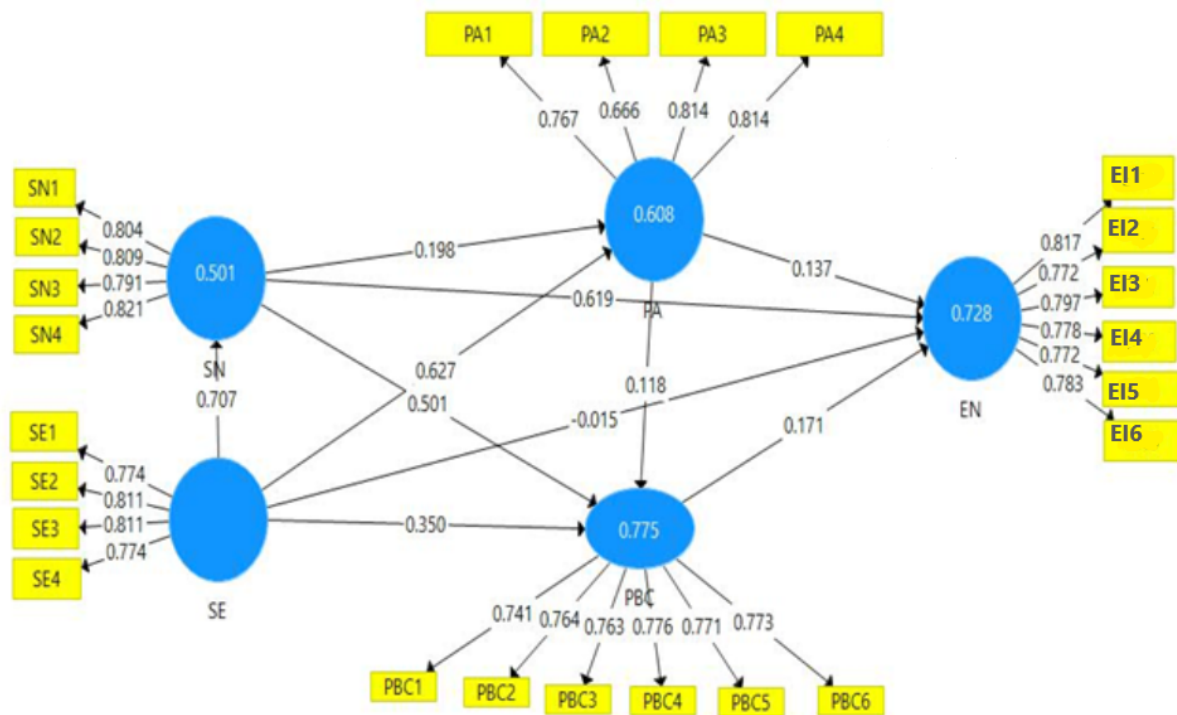 PA1 PA2 PA3 PA4
0.767 0.666 0.814 0.814
SN1
SN2
SN3
SN4
0.804
0.809
0.791
0.821
0.501
SN
0.608
PA
0.198
0.619
0.137
0.627
0.501
0.707
0.118
-0.015
0.171
0.350
0.728
EN
0.817
0.772
0.797
0.778
0.772
0.783
EI1
EI2
EI3
EI4
EI5
EI6
SE1
SE2
SE3
SE4
0.774
0.811
0.811
0.774
SE
0.775
PBC
0.741 0.764 0.763 0.776 0.771 0.773
PBC1 PBC2 PBC3 PBC4 PBC5 PBC6